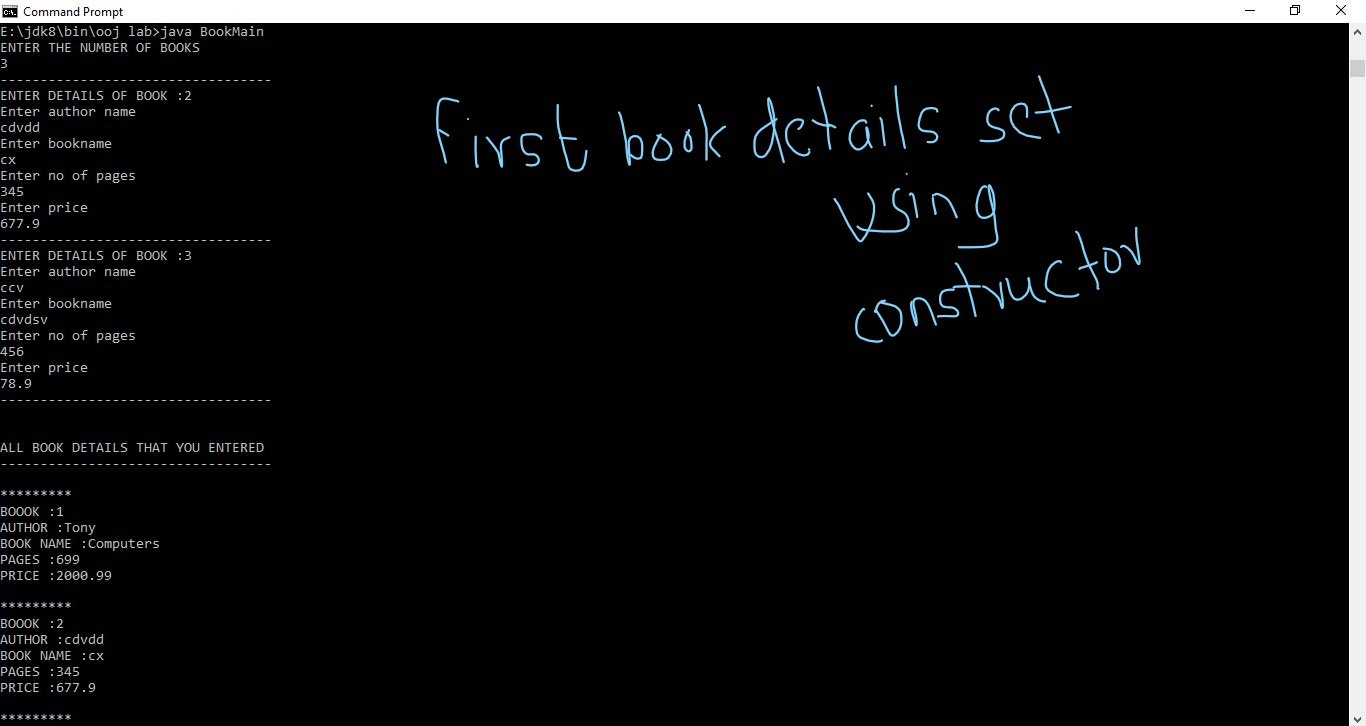 Command Prompt
E:\jdk8\bin\ooj lab>java BookMain
ENTER THE NUMBER OF BOOKS
3
----------------------------------
ENTER DETAILS OF BOOK :2
Enter author name
cdvdd
Enter bookname
cx
Enter no of pages
345
Enter price
677.9
----------------------------------
ENTER DETAILS OF BOOK :3
Enter author name
ccv
Enter bookname
cdvdsv
Enter no of pages
456
Enter price
78.9
----------------------------------
ALL BOOK DETAILS THAT YOU ENTERED
----------------------------------
*********
BOOOK :1
AUTHOR :Tony
BOOK NAME :Computers
PAGES :699
PRICE :2000.99
*********
BOOOK :2
AUTHOR :cdvdd
BOOK NAME :cx
PAGES :345
PRICE :677.9
*********
First book details set
using
constructor